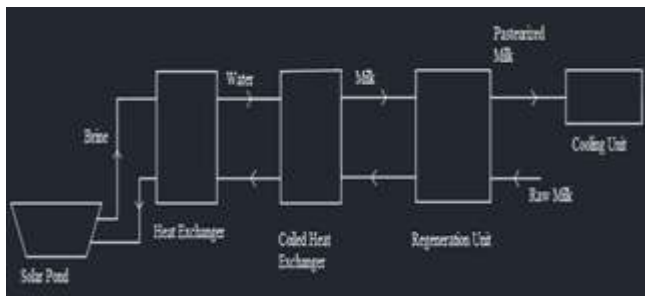 Pasteurized
Milk
Water
Milk
Brine
Cooling Unit
Raw Milk
Heat Exchanger
Coiled Heat
Exchanger
Regeneration Unit
Solar Pond